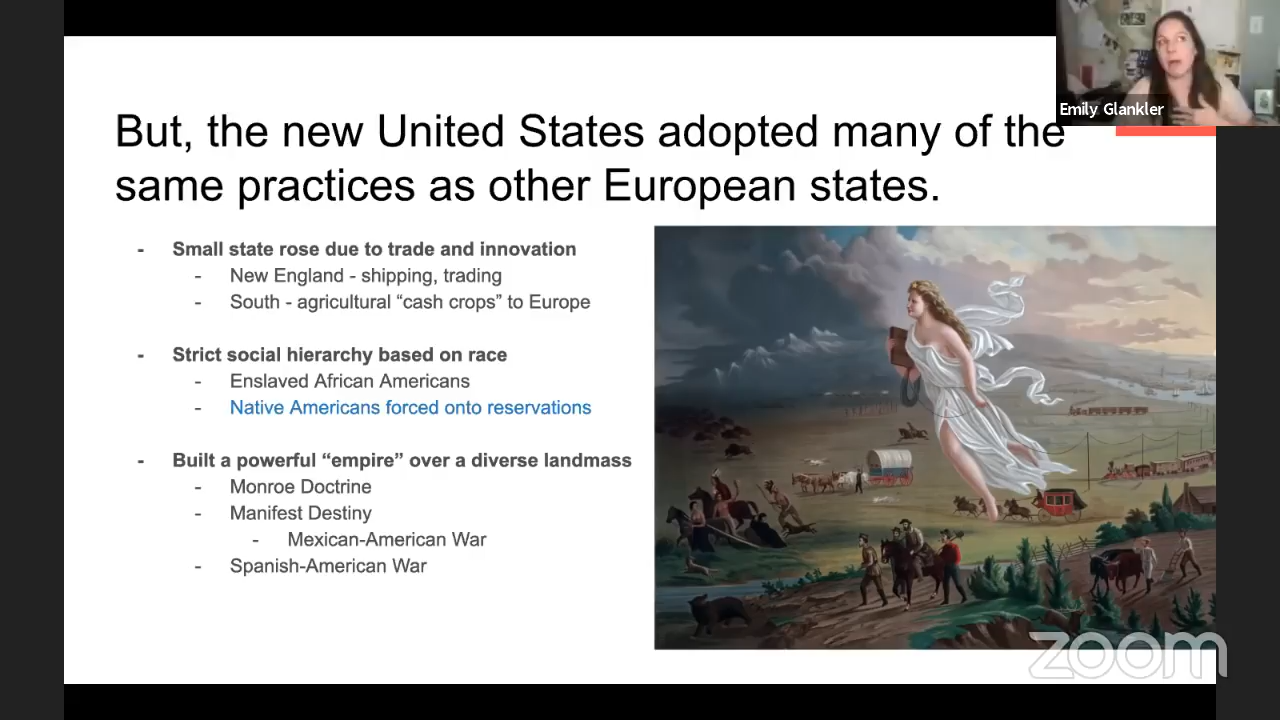 Emily Glankler
But, the new United States adopted many of the
same practices as other European states.
- Small state rose due to trade and innovation
- New England - shipping, trading
- South - agricultural “cash crops” to Europe
- Strict social hierarchy based on race
- Enslaved African Americans
- Native Americans forced onto reservations
- Built a powerful “empire” over a diverse landmass
- Monroe Doctrine
- Manifest Destiny
- Mexican-American War
- Spanish-American War
zoom